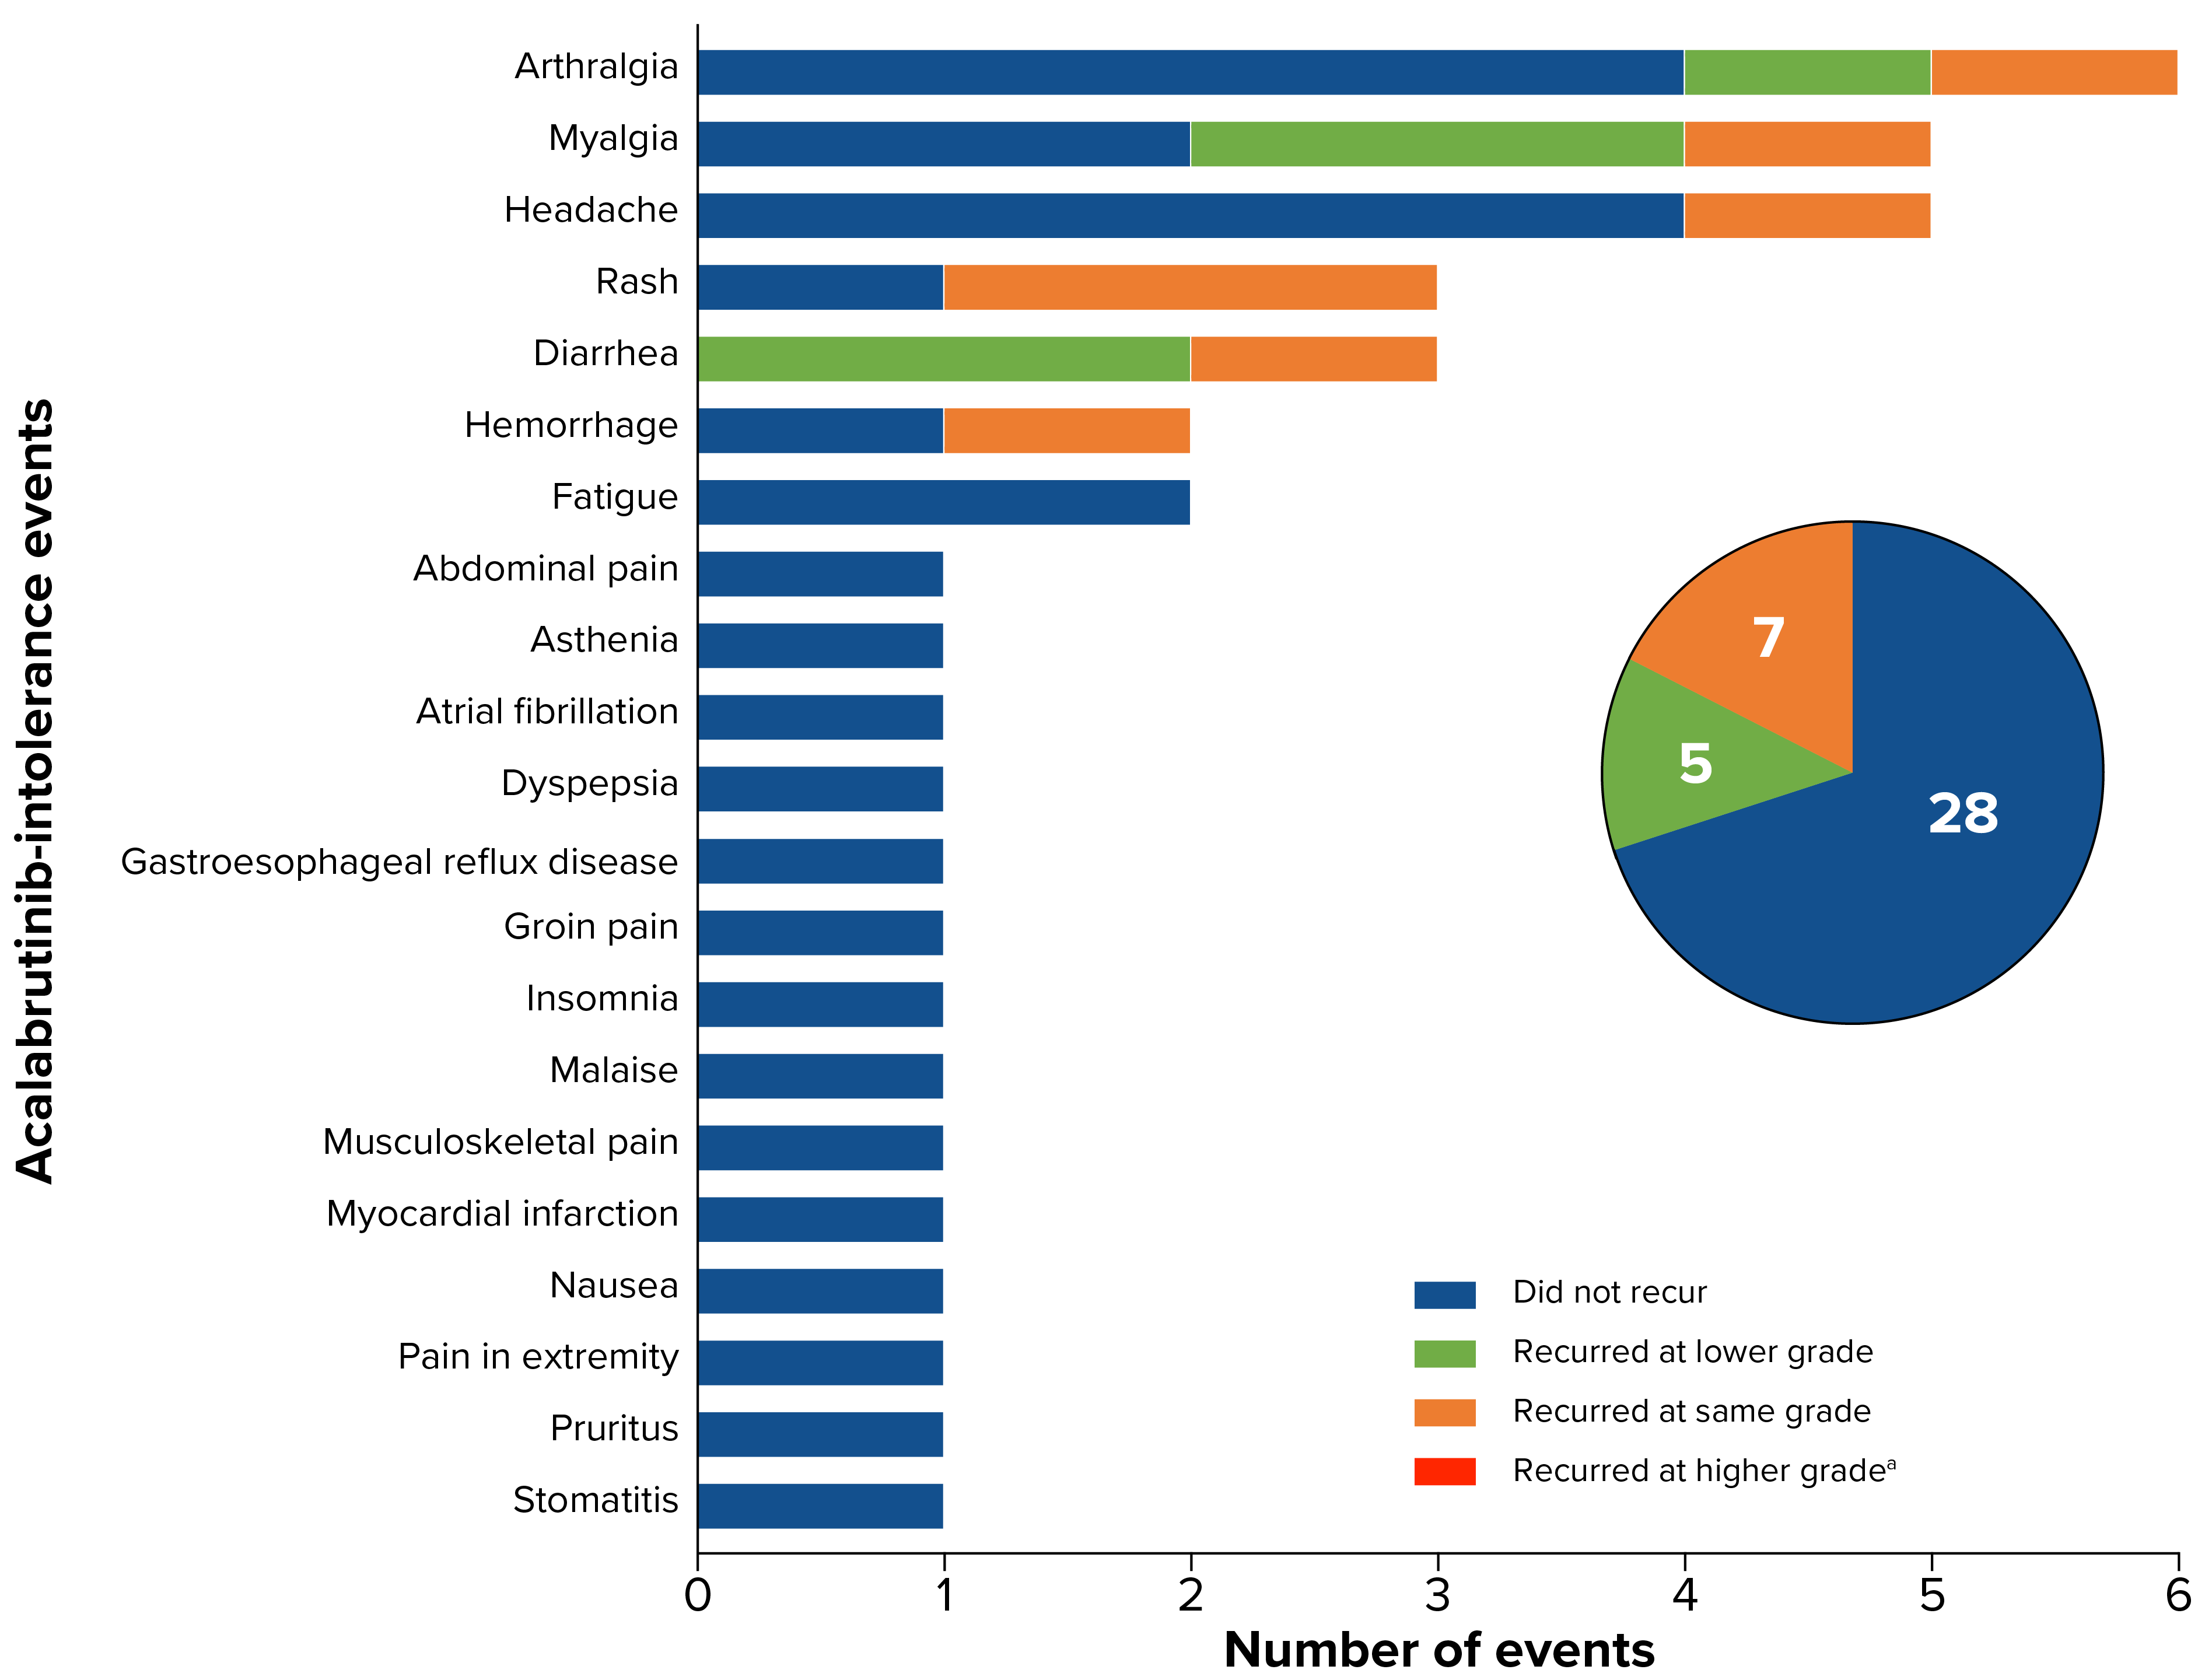 Acalabrutinib-intolerance events
Arthralgia
Myalgia
Headache
Rash
Diarrhea
Hemorrhage
Fatigue
Abdominal pain
Asthenia
Atrial fibrillation
Dyspepsia
Gastroesophageal reflux disease
Groin pain
Insomnia
Malaise
Musculoskeletal pain
Myocardial infarction
Nausea
Pain in extremity
Pruritus
Stomatitis
7
5
28
Did not recur
Recurred at lower grade
Recurred at same grade
Recurred at higher gradeᵃ
0 1 2 3 4 5 6
Number of events